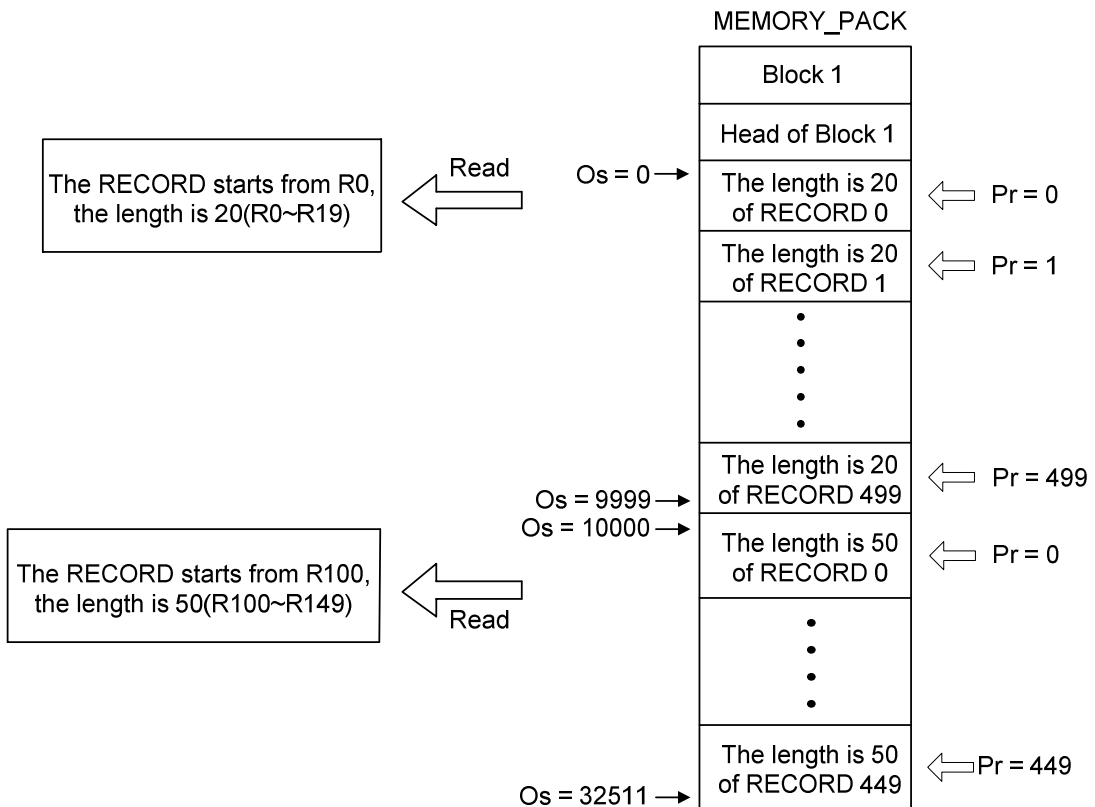 MEMORY_PACK
Block 1
Head of Block 1
The RECORD starts from R0,
the length is 20(R0~R19)
Read
Os = 0
The length is 20
of RECORD 0
Pr = 0
The length is 20
of RECORD 1
Pr = 1
The length is 20
of RECORD 499
Pr = 499
Os = 9999
Os = 10000
The length is 50
of RECORD 0
Pr = 0
The RECORD starts from R100,
the length is 50(R100~R149)
Read
The length is 50
of RECORD 449
Pr = 449
Os = 32511